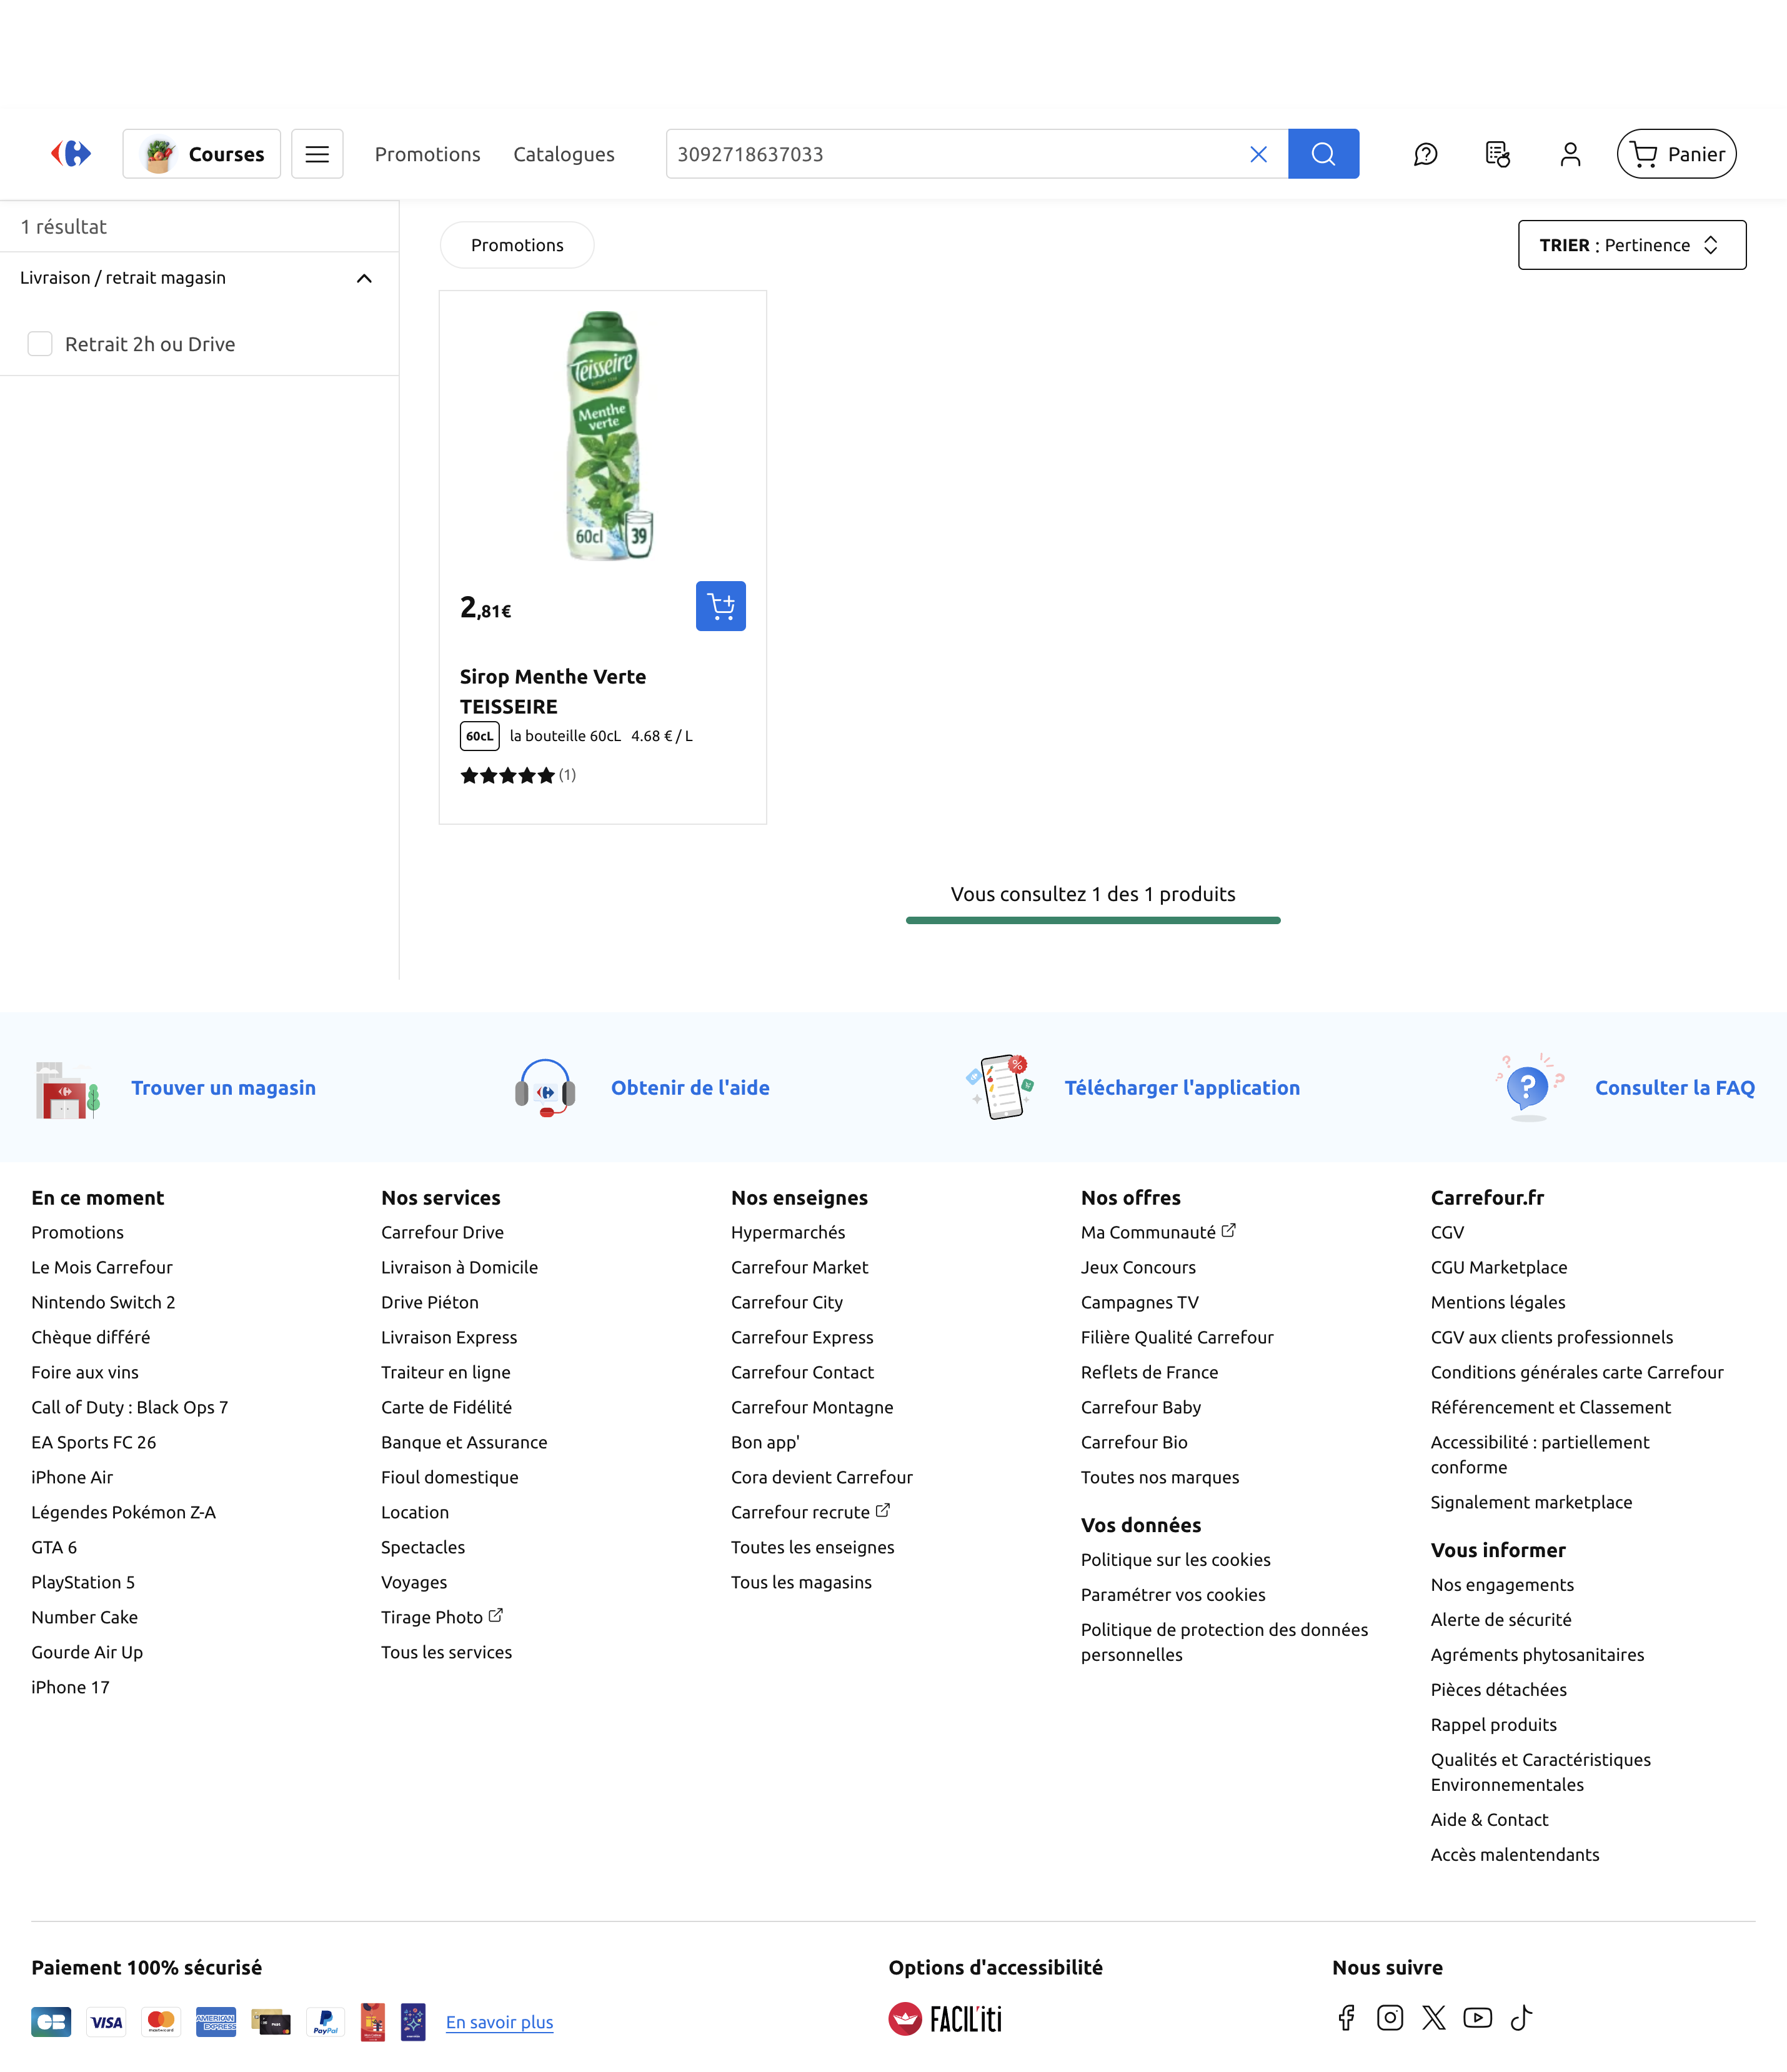 Courses
Promotions
Catalogues
3092718637033
Panier
1 résultat
Livraison / retrait magasin
Retrait 2h ou Drive
Promotions
TRIER : Pertinence
Teisseire
Menthe
verte
60cl
39
2,81€
Sirop Menthe Verte
TEISSEIRE
60cL la bouteille 60cL 4.68 € / L
(1)
Vous consultez 1 des 1 produits
Trouver un magasin
Obtenir de l'aide
Télécharger l'application
Consulter la FAQ
En ce moment
Promotions
Le Mois Carrefour
Nintendo Switch 2
Chèque différé
Foire aux vins
Call of Duty : Black Ops 7
EA Sports FC 26
iPhone Air
Légendes Pokémon Z-A
GTA 6
PlayStation 5
Number Cake
Gourde Air Up
iPhone 17
Nos services
Carrefour Drive
Livraison à Domicile
Drive Piéton
Livraison Express
Traiteur en ligne
Carte de Fidélité
Banque et Assurance
Fioul domestique
Location
Spectacles
Voyages
Tirage Photo
Tous les services
Nos enseignes
Hypermarchés
Carrefour Market
Carrefour City
Carrefour Express
Carrefour Contact
Carrefour Montagne
Bon app'
Cora devient Carrefour
Carrefour recrute
Toutes les enseignes
Tous les magasins
Nos offres
Ma Communauté
Jeux Concours
Campagnes TV
Filière Qualité Carrefour
Reflets de France
Carrefour Baby
Carrefour Bio
Toutes nos marques
Vos données
Politique sur les cookies
Paramétrer vos cookies
Politique de protection des données
personnelles
Carrefour.fr
CGV
CGU Marketplace
Mentions légales
CGV aux clients professionnels
Conditions générales carte Carrefour
Référencement et Classement
Accessibilité : partiellement
conforme
Signalement marketplace
Vous informer
Nos engagements
Alerte de sécurité
Agréments phytosanitaires
Pièces détachées
Rappel produits
Qualités et Caractéristiques
Environnementales
Aide & Contact
Accès malentendants
Paiement 100% sécurisé
CB
VISA
mastercard
AMERICAN
EXPRESS
PayPal
En savoir plus
Options d'accessibilité
FACIL'iti
Nous suivre